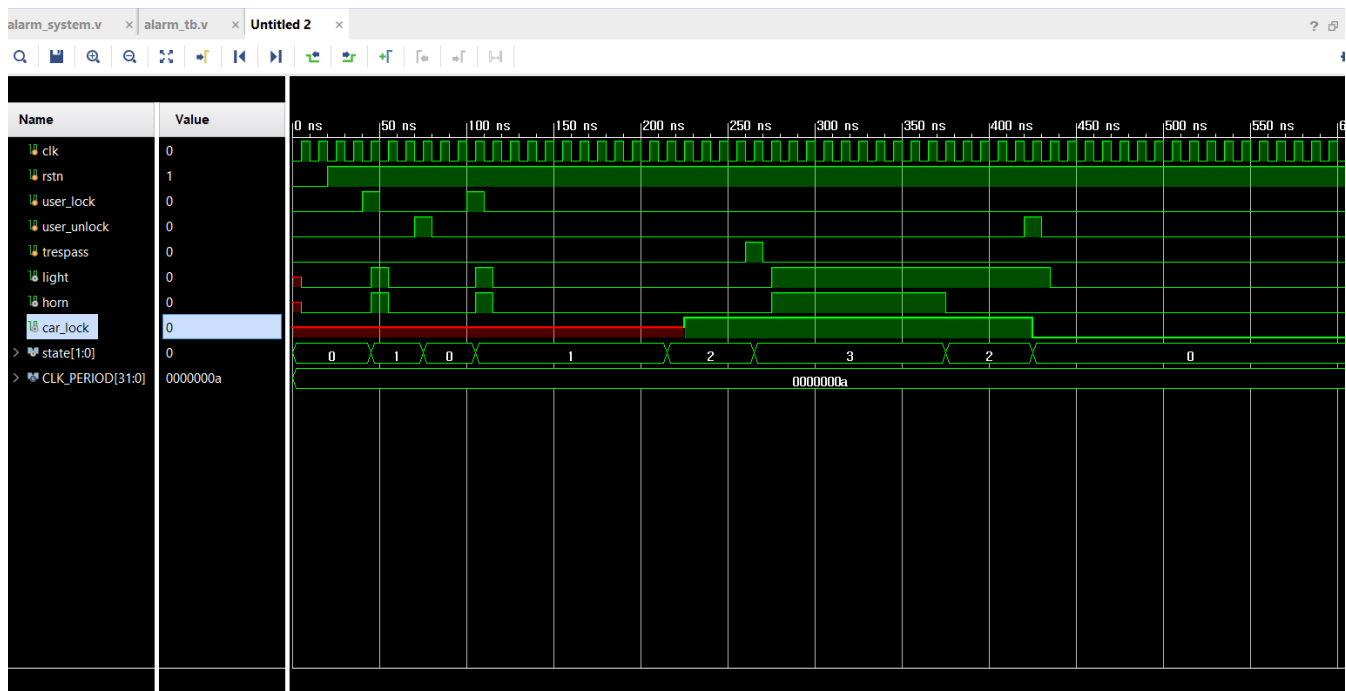 alarm_system.v × alarm_tb.v × Untitled 2 × ?
Name Value
0 ns 50 ns 100 ns 150 ns 200 ns 250 ns 300 ns 350 ns 400 ns 450 ns 500 ns 550 ns 6
clk 0
rstn 1
user_lock 0
user_unlock 0
trespass 0
light 0
horn 0
car_lock 0
state[1:0] 0 0 1 0 1 2 3 2 0
CLK_PERIOD[31:0] 0000000a 0000000a